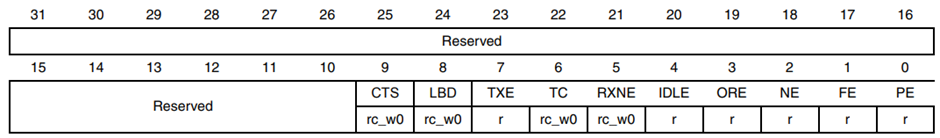 31 30 29 28 27 26 25 24 23 22 21 20 19 18 17 16
Reserved
15 14 13 12 11 10 9 8 7 6 5 4 3 2 1 0
Reserved CTS LBD TXE TC RXNE IDLE ORE NE FE PE
rc_w0 rc_w0 r rc_w0 rc_w0 r r r r r